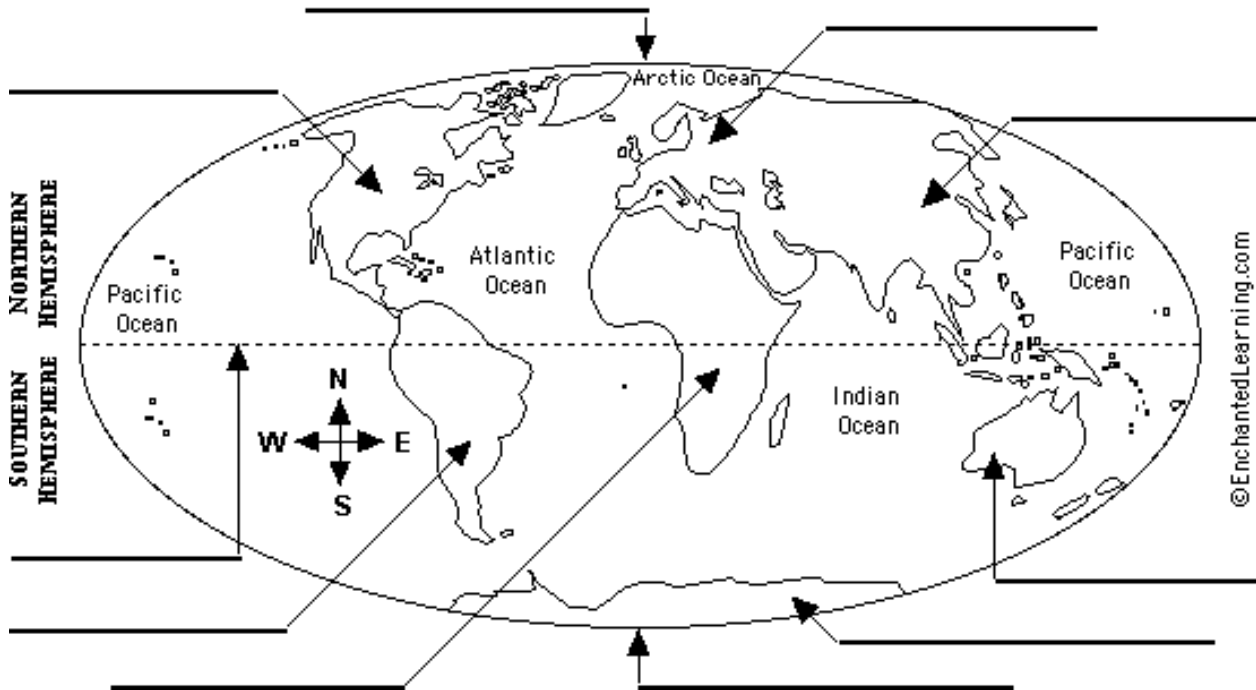 Arctic Ocean
NORTHERN
HEMISPHERE
Atlantic
Ocean
Pacific
Ocean
Pacific
Ocean
SOUTHERN
HEMISPHERE
N
W
E
S
Indian
Ocean
©EnchantedLearning.com